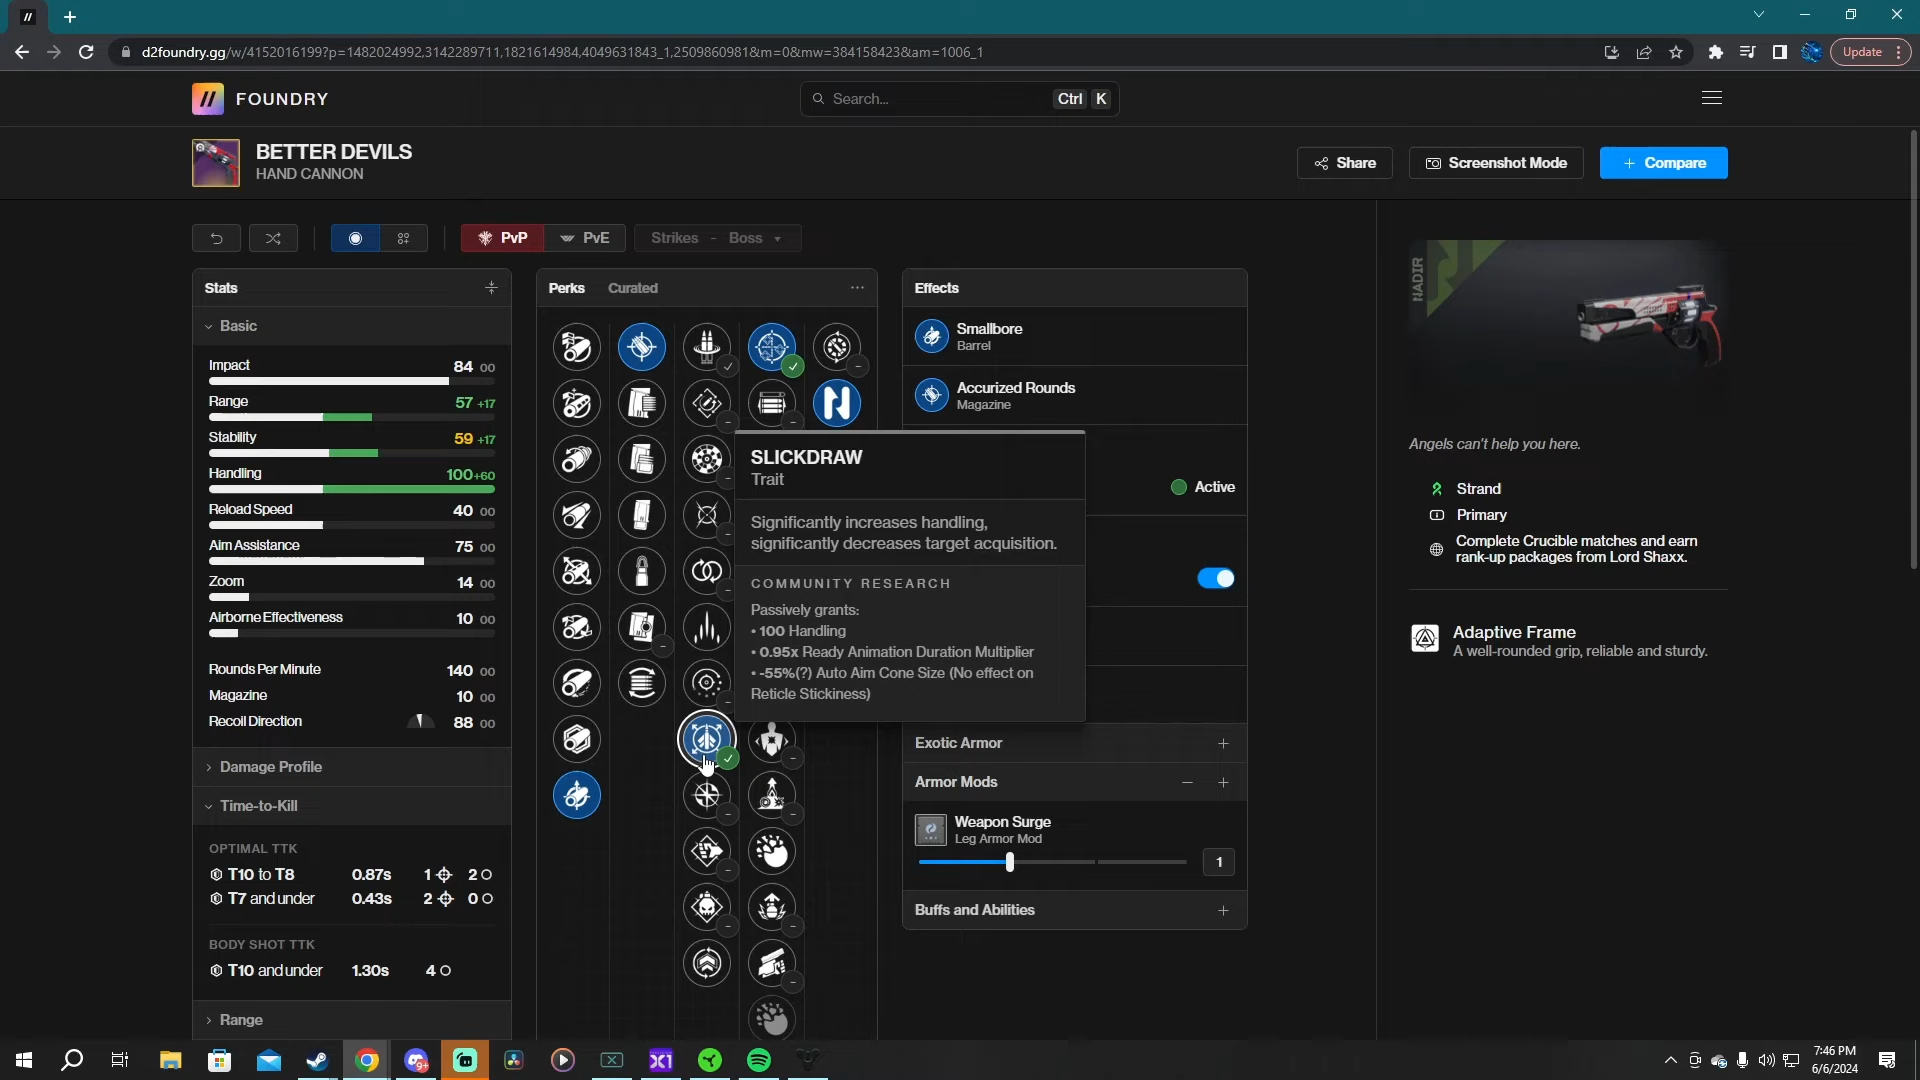 d2foundry.gg/w/4152016199?p=1482024992,3142289711,1821614984,4049631843_1,2509860981&m=0&mw=384158423&am=1006_1
Update
FOUNDRY
Search...
Ctrl K
BETTER DEVILS
HAND CANNON
Share
Screenshot Mode
+ Compare
PvP
PvE
Strikes - Boss
Stats
Perks
Curated
Effects
Basic
Impact 84 00
Range 57 +17
Stability 59 +17
Handling 100+60
Reload Speed 40 00
Aim Assistance 75 00
Zoom 14 00
Airborne Effectiveness 10 00
Rounds Per Minute 140 00
Magazine 10 00
Recoil Direction 88 00
Damage Profile
Time-to-Kill
OPTIMAL TTK
T10 to T8 0.87s 1 2
T7 and under 0.43s 2 0
BODY SHOT TTK
T10 and under 1.30s 4
Range
SLICKDRAW
Trait
Significantly increases handling,
significantly decreases target acquisition.
COMMUNITY RESEARCH
Passively grants:
• 100 Handling
• 0.95x Ready Animation Duration Multiplier
• -55%(?) Auto Aim Cone Size (No effect on
Reticle Stickiness)
Smallbore
Barrel
Accurized Rounds
Magazine
Active
Exotic Armor
Armor Mods
Weapon Surge
Leg Armor Mod
1
Buffs and Abilities
NADIR
Angels can't help you here.
Strand
Primary
Complete Crucible matches and earn
rank-up packages from Lord Shaxx.
Adaptive Frame
A well-rounded grip, reliable and sturdy.
9+
X1
7:46 PM
6/6/2024